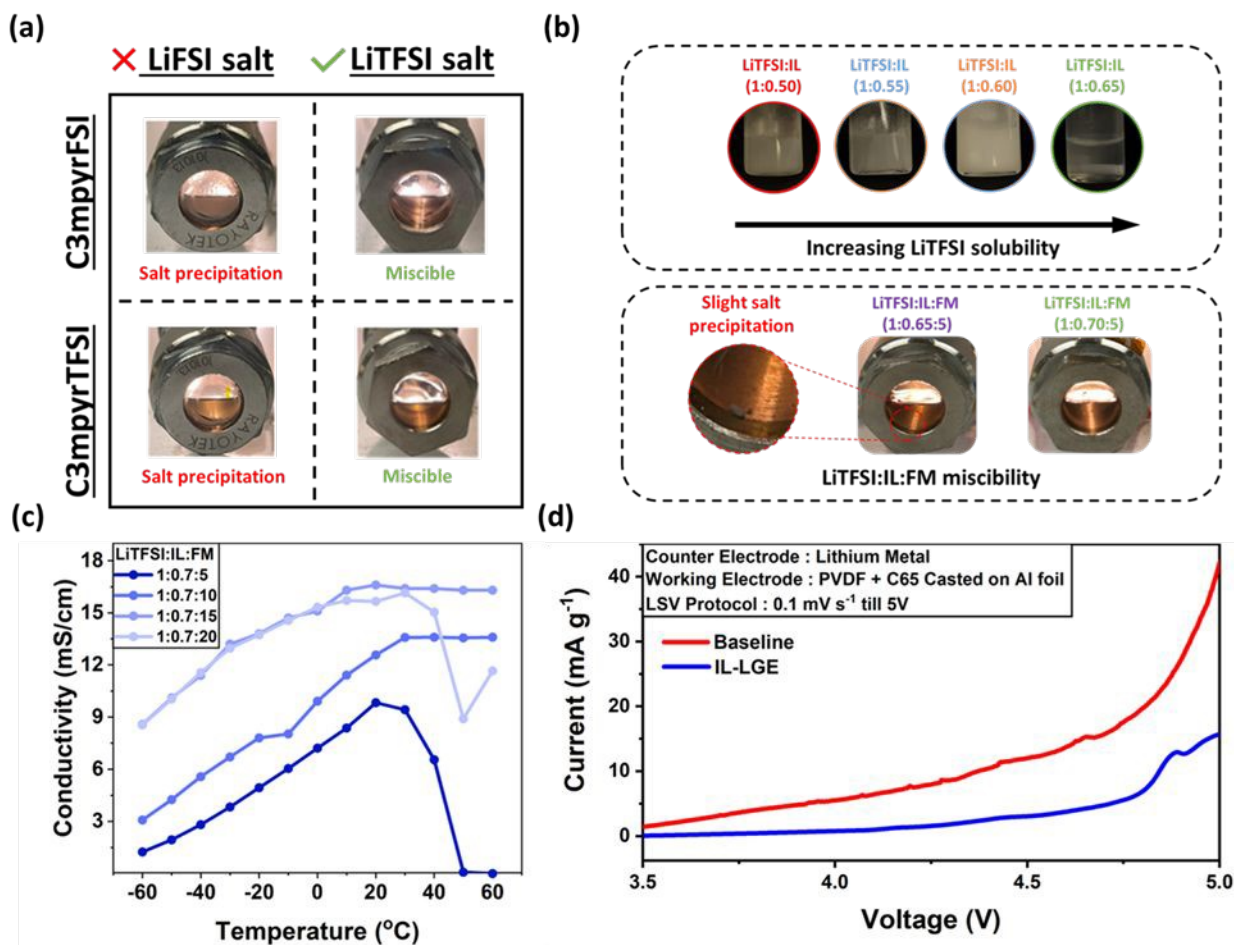 (a)
LiFSI salt
LiTFSI salt
C3mpyrFSI
RAYOTEK
Salt precipitation
Miscible
C3mpyrTFSI
RAYOTEK
Salt precipitation
Miscible
(b)
LiTFSI:IL
(1:0.50)
LiTFSI:IL
(1:0.55)
LiTFSI:IL
(1:0.60)
LiTFSI:IL
(1:0.65)
Increasing LiTFSI solubility
Slight salt
precipitation
LiTFSI:IL:FM
(1:0.65:5)
LiTFSI:IL:FM
(1:0.70:5)
LiTFSI:IL:FM miscibility
(c)
LiTFSI:IL:FM
1:0.7:5
1:0.7:10
1:0.7:15
1:0.7:20
Conductivity (mS/cm)
18
15
12
9
6
3
-60
-40
-20
0
20
40
60
Temperature (°C)
(d)
Counter Electrode : Lithium Metal
Working Electrode : PVDF + C65 Casted on Al foil
LSV Protocol : 0.1 mV s⁻¹ till 5V
Baseline
IL-LGE
Current (mA g⁻¹)
40
30
20
10
0
3.5
4.0
4.5
5.0
Voltage (V)